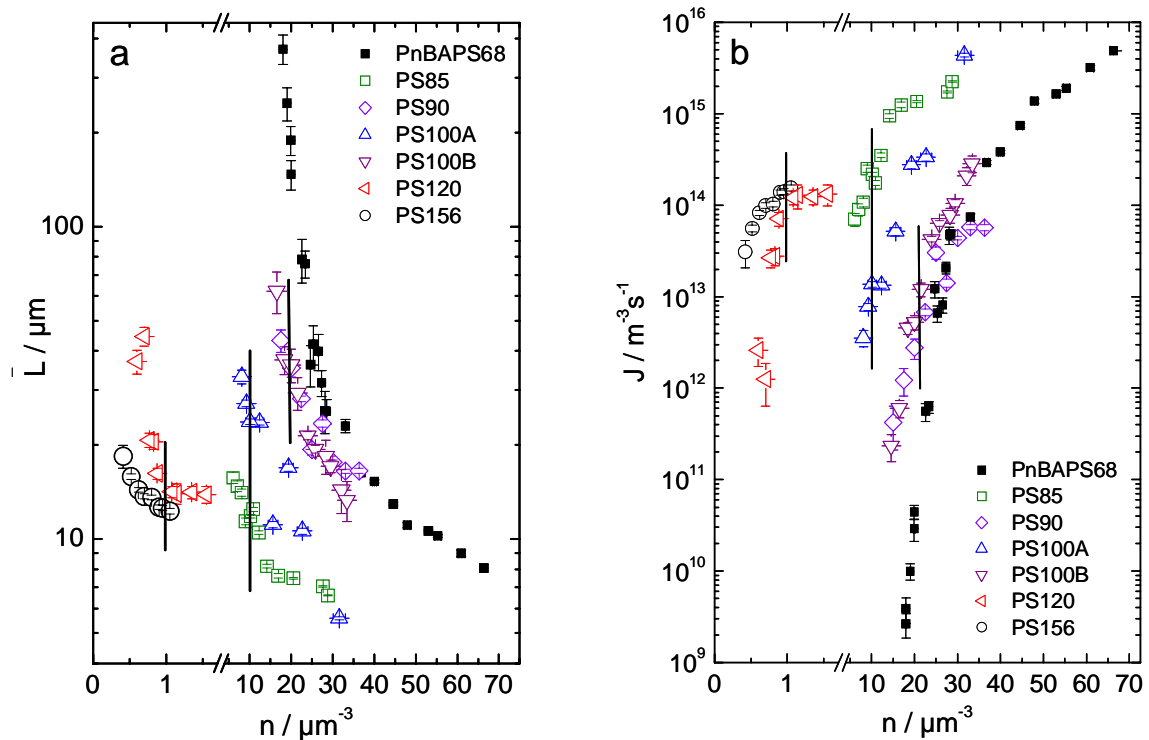 a
PnBAPS68
PS85
PS90
PS100A
PS100B
PS120
PS156
100
10
L̄ / µm
0
1
10
20
30
40
50
60
70
n / µm⁻³
b
10¹⁶
10¹⁵
10¹⁴
10¹³
10¹²
10¹¹
10¹⁰
10⁹
J / m⁻³s⁻¹
PnBAPS68
PS85
PS90
PS100A
PS100B
PS120
PS156
0
1
10
20
30
40
50
60
70
n / µm⁻³